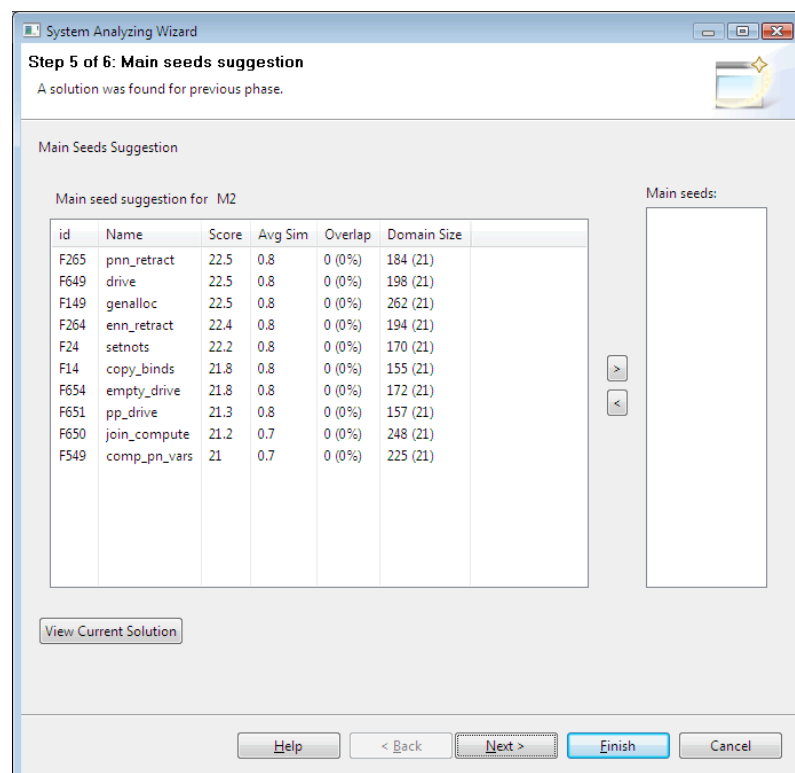 System Analyzing Wizard
Step 5 of 6: Main seeds suggestion
A solution was found for previous phase.
Main Seeds Suggestion
Main seed suggestion for M2
Main seeds:
id Name Score Avg Sim Overlap Domain Size
F265 pnn_retract 22.5 0.8 0 (0%) 184 (21)
F649 drive 22.5 0.8 0 (0%) 198 (21)
F149 genalloc 22.5 0.8 0 (0%) 262 (21)
F264 enn_retract 22.4 0.8 0 (0%) 194 (21)
F24 setnots 22.2 0.8 0 (0%) 170 (21)
F14 copy_binds 21.8 0.8 0 (0%) 155 (21)
F654 empty_drive 21.8 0.8 0 (0%) 172 (21)
F651 pp_drive 21.3 0.8 0 (0%) 157 (21)
F650 join_compute 21.2 0.7 0 (0%) 248 (21)
F549 comp_pn_vars 21 0.7 0 (0%) 225 (21)
>
<
View Current Solution
Help < Back Next > Finish Cancel